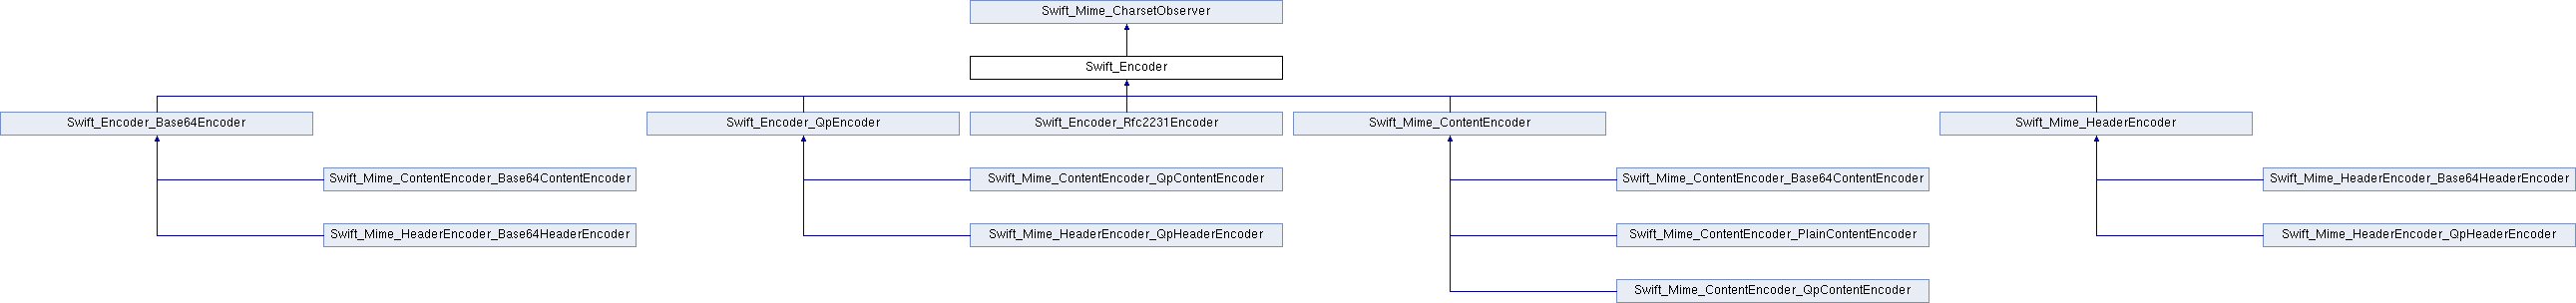 Swift_Mime_CharsetObserver
Swift_Encoder
Swift_Encoder_Base64Encoder
Swift_Encoder_QpEncoder
Swift_Encoder_Rfc2231Encoder
Swift_Mime_ContentEncoder
Swift_Mime_HeaderEncoder
Swift_Mime_ContentEncoder_Base64ContentEncoder
Swift_Mime_ContentEncoder_QpContentEncoder
Swift_Mime_ContentEncoder_Base64ContentEncoder
Swift_Mime_HeaderEncoder_Base64HeaderEncoder
Swift_Mime_HeaderEncoder_Base64HeaderEncoder
Swift_Mime_HeaderEncoder_QpHeaderEncoder
Swift_Mime_ContentEncoder_PlainContentEncoder
Swift_Mime_HeaderEncoder_QpHeaderEncoder
Swift_Mime_ContentEncoder_QpContentEncoder